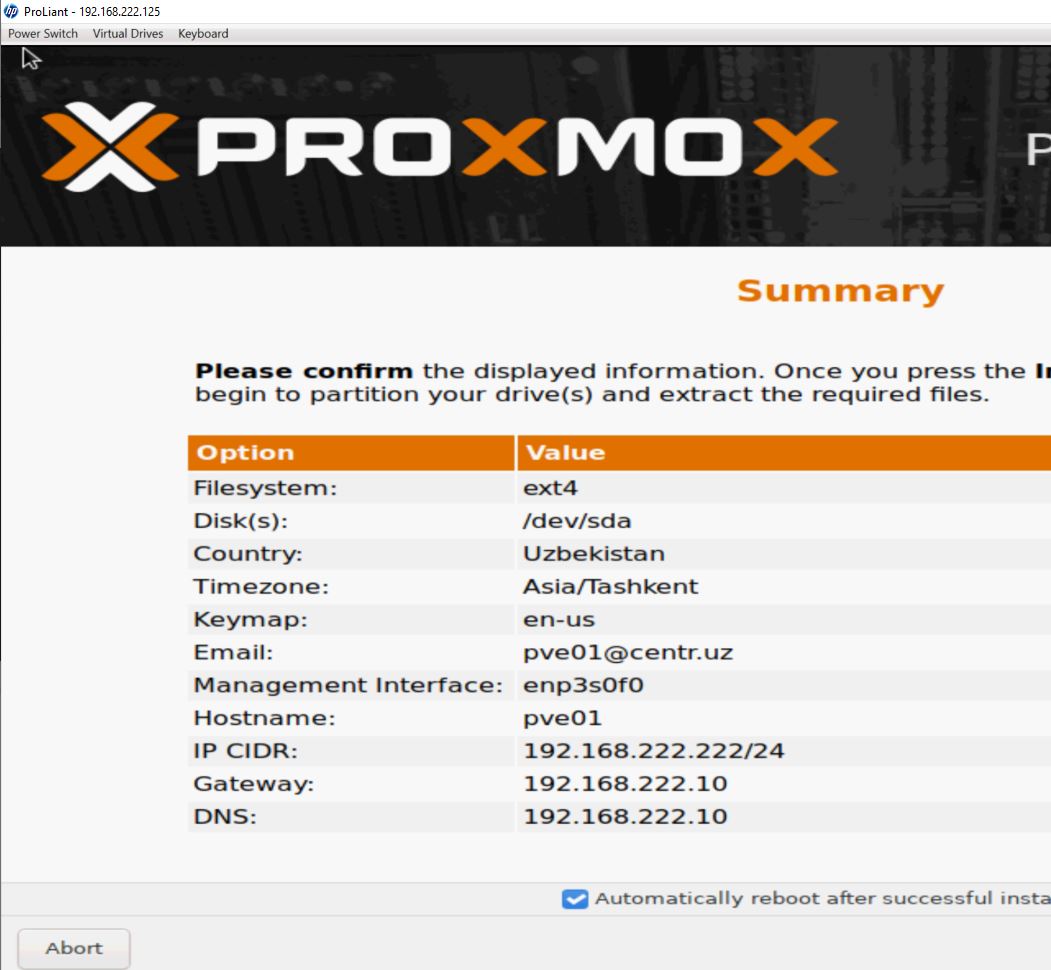 ProLiant - 192.168.222.125
Power Switch Virtual Drives Keyboard
PROXMOX P
Summary
Please confirm the displayed information. Once you press the
begin to partition your drive(s) and extract the required files.
Option Value
Filesystem: ext4
Disk(s): /dev/sda
Country: Uzbekistan
Timezone: Asia/Tashkent
Keymap: en-us
Email: pve01@centr.uz
Management Interface: enp3s0f0
Hostname: pve01
IP CIDR: 192.168.222.222/24
Gateway: 192.168.222.10
DNS: 192.168.222.10
Automatically reboot after successful insta
Abort